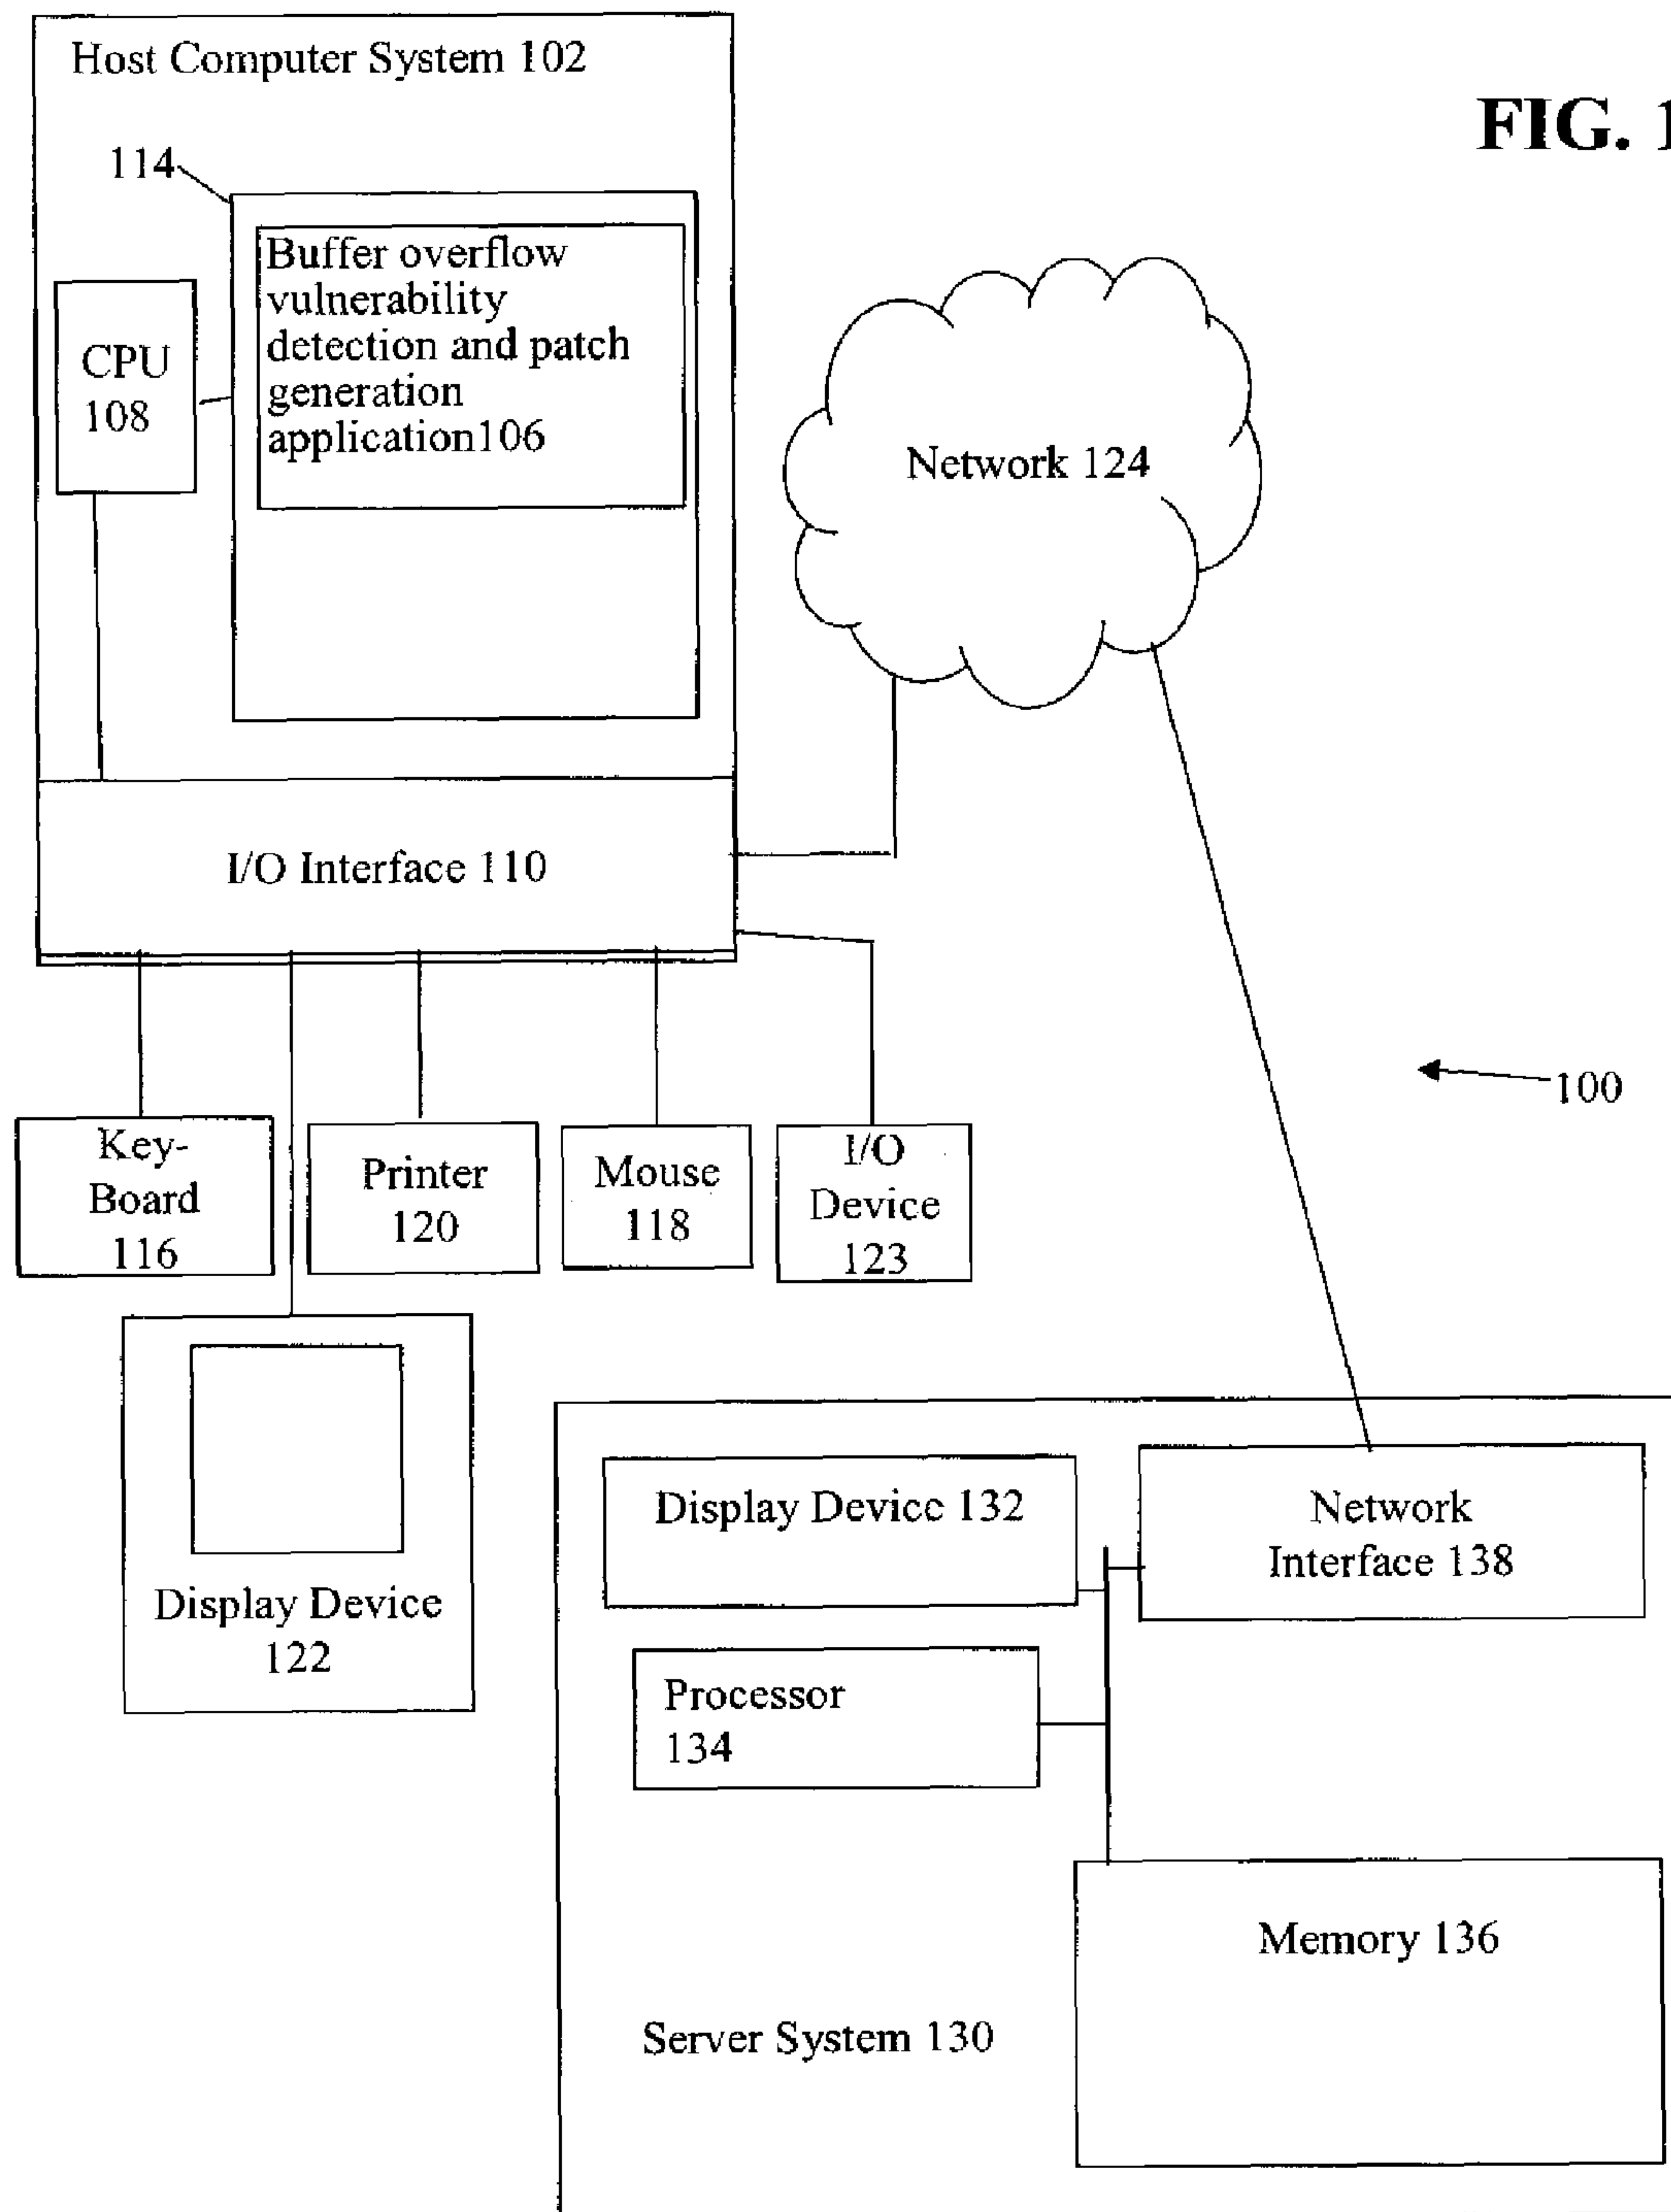 Host Computer System 102
FIG. 1
114
Buffer overflow
vulnerability
detection and patch
generation
application106
CPU
108
Network 124
I/O Interface 110
100
Key-
Board
116
Printer
120
Mouse
118
I/O
Device
123
Display Device
122
Display Device 132
Network
Interface 138
Processor
134
Memory 136
Server System 130